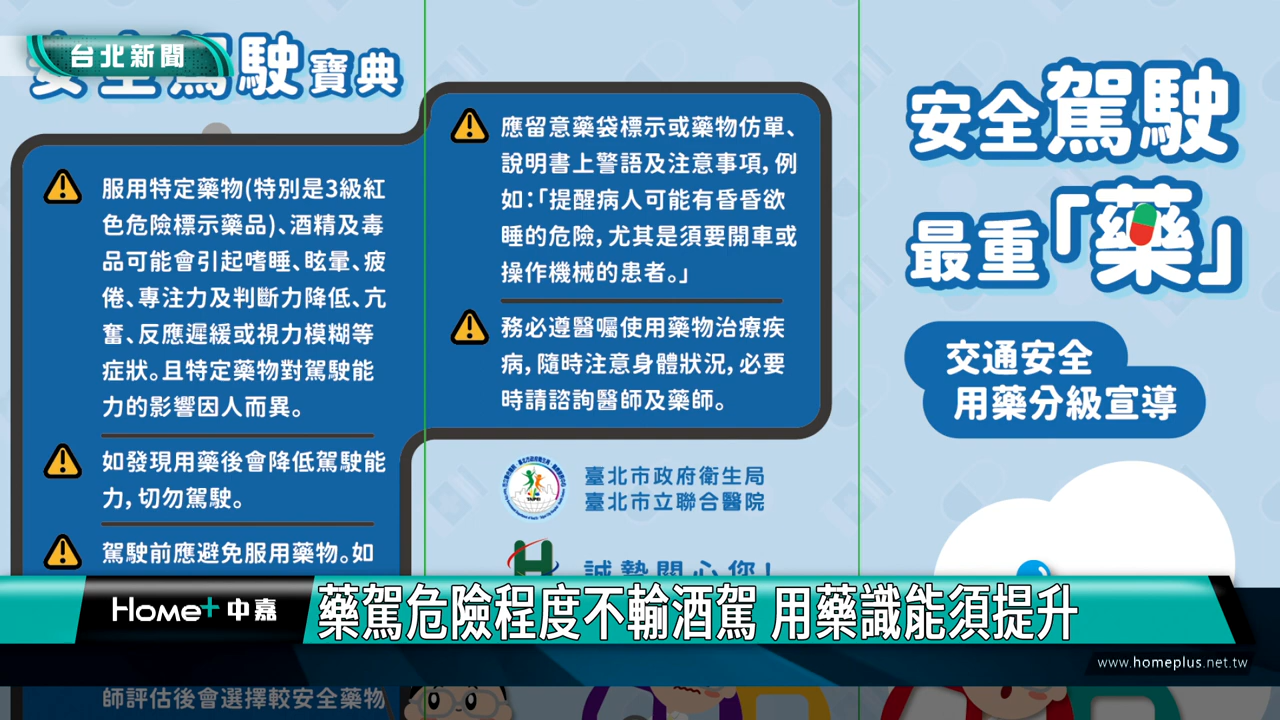 台北新聞
安全駕駛寶典
服用特定藥物(特別是3級紅
色危險標示藥品)、酒精及毒
品可能會引起嗜睡、眩暈、疲
倦、專注力及判斷力降低、亢
奮、反應遲緩或視力模糊等
症狀。且特定藥物對駕駛能
力的影響因人而異。
如發現用藥後會降低駕駛能
力,切勿駕駛。
駕駛前應避免服用藥物。如
師評估後會選擇較安全藥物
應留意藥袋標示或藥物仿單、
說明書上警語及注意事項,例
如:「提醒病人可能有昏昏欲
睡的危險,尤其是須要開車或
操作機械的患者。」
務必遵醫囑使用藥物治療疾
病,隨時注意身體狀況,必要
時請諮詢醫師及藥師。
臺北市政府衛生局
臺北市立聯合醫院
TAIPEI
誠摯關心您!
安全駕駛
最重「藥」
交通安全
用藥分級宣導
Home+中嘉
藥駕危險程度不輸酒駕 用藥識能須提升
www.homeplus.net.tw